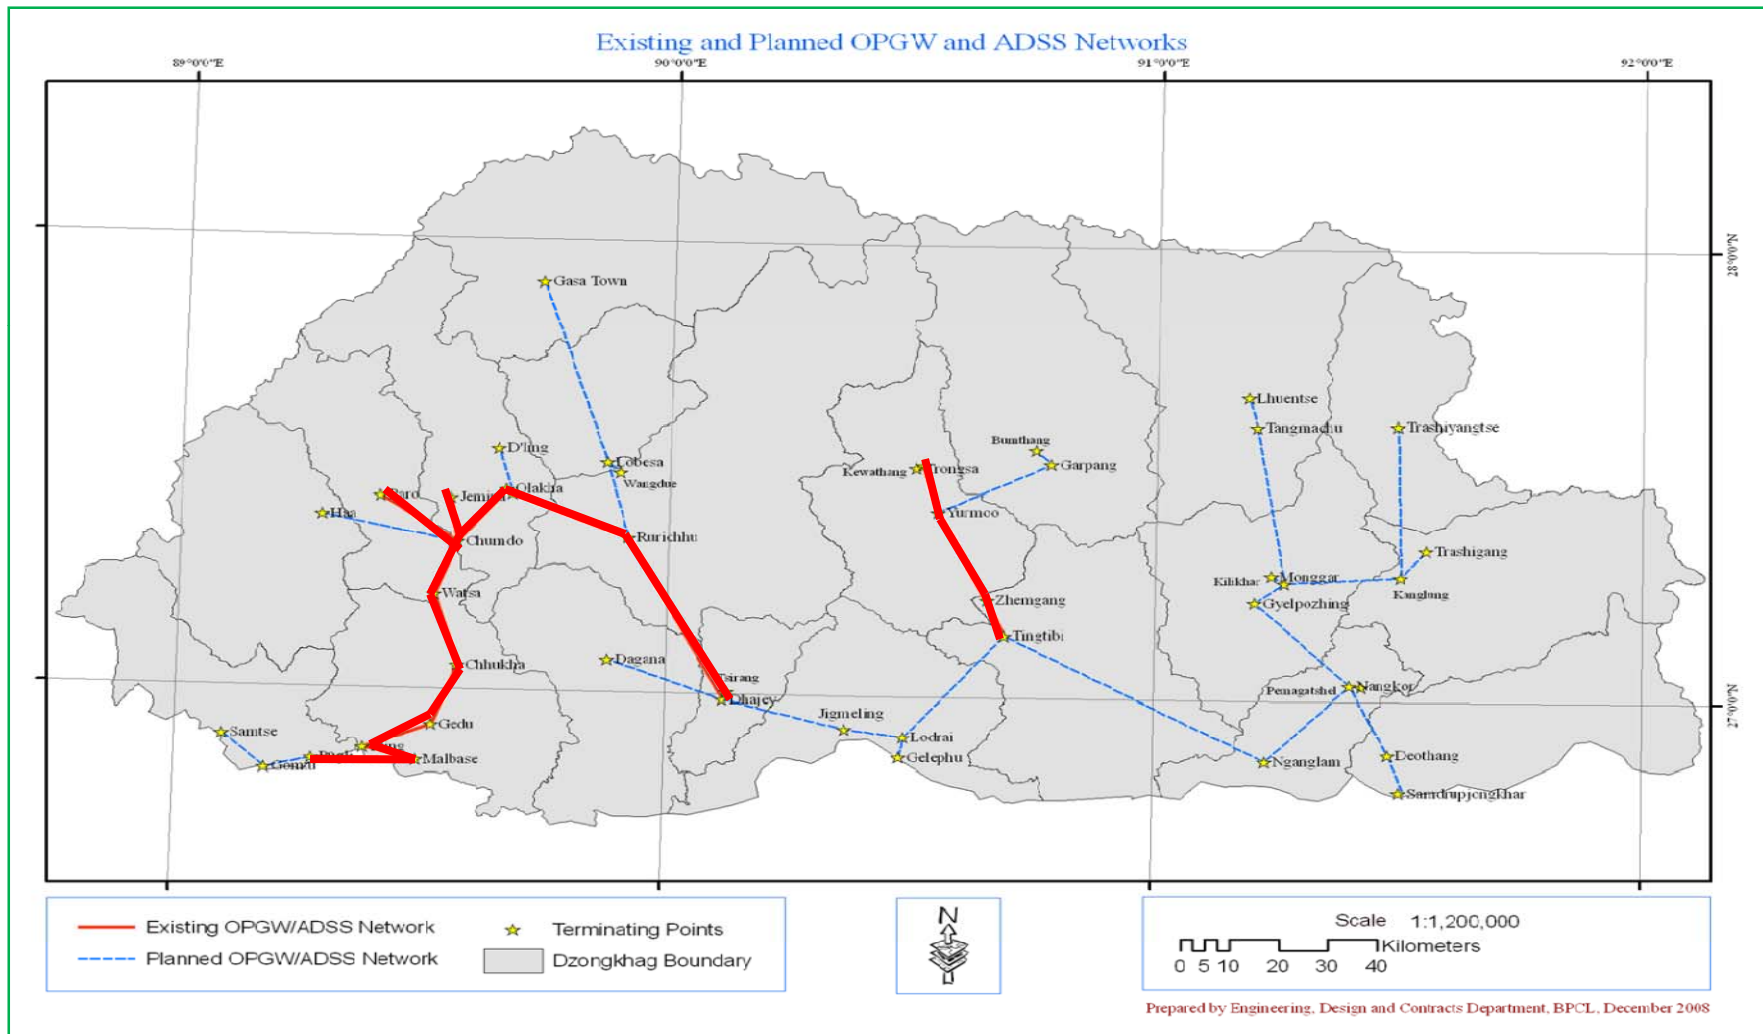 Existing and Planned OPGW and ADSS Networks
89°0'0"E
90°0'0"E
91°0'0"E
92°0'0"E
28°0'0"N
Gasa Town
Lhuentse
Tangmachu
Trashiyangtse
D'ling
Lobesa
Wangdue
Bumthang
Garpang
Kewathang
Trongsa
Paro
Jemina
Olakha
Haa
Chumdo
Rurichhu
Yurmoo
Trashigang
Kilikhar
Monggar
Kanglung
Watsa
Zhemgang
Gyelpozhing
Tingtibi
Chhukha
Dagana
Tsirang
Dhajey
Pemagatshel
Nangkor
27°0'0"N
Samtse
Gedu
Jigmeling
Lodrai
Gelephu
Malbase
Gomtu
Nganglam
Deothang
Samdrupjongkhar
Existing OPGW/ADSS Network
Terminating Points
Planned OPGW/ADSS Network
Dzongkhag Boundary
N
Scale 1:1,200,000
Kilometers
0 5 10 20 30 40
Prepared by Engineering, Design and Contracts Department, BPCL, December 2008